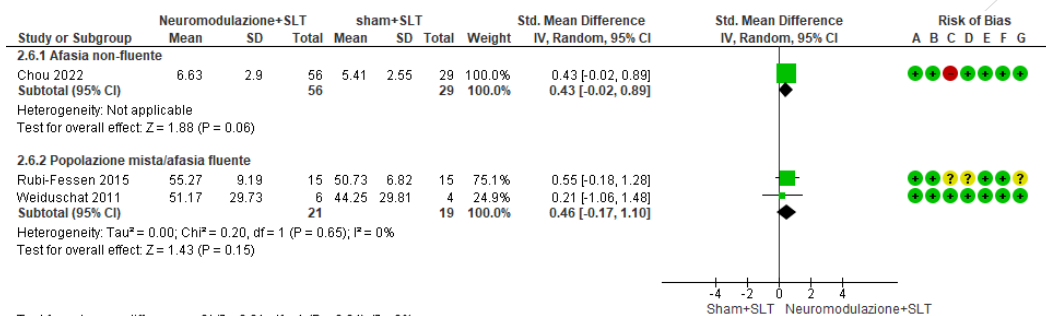 Neuromodulazione+SLT sham+SLT Std. Mean Difference Std. Mean Difference Risk of Bias
Study or Subgroup Mean SD Total Mean SD Total Weight IV, Random, 95% CI IV, Random, 95% CI A B C D E F G
2.6.1 Afasia non-fluente
Chou 2022 6.63 2.9 56 5.41 2.55 29 100.0% 0.43 [-0.02, 0.89] + + - + + + +
Subtotal (95% CI) 56 29 100.0% 0.43 [-0.02, 0.89]
Heterogeneity: Not applicable
Test for overall effect: Z = 1.88 (P = 0.06)
2.6.2 Popolazione mista/afasia fluente
Rubi-Fessen 2015 55.27 9.19 15 50.73 6.82 15 75.1% 0.55 [-0.18, 1.28] + + ? ? + + ?
Weiduschat 2011 51.17 29.73 6 44.25 29.81 4 24.9% 0.21 [-1.06, 1.48] + + + + + + +
Subtotal (95% CI) 21 19 100.0% 0.46 [-0.17, 1.10]
Heterogeneity: Tau² = 0.00; Chi² = 0.20, df = 1 (P = 0.65); I² = 0%
Test for overall effect: Z = 1.43 (P = 0.15)
-4 -2 0 2 4
Sham+SLT Neuromodulazione+SLT